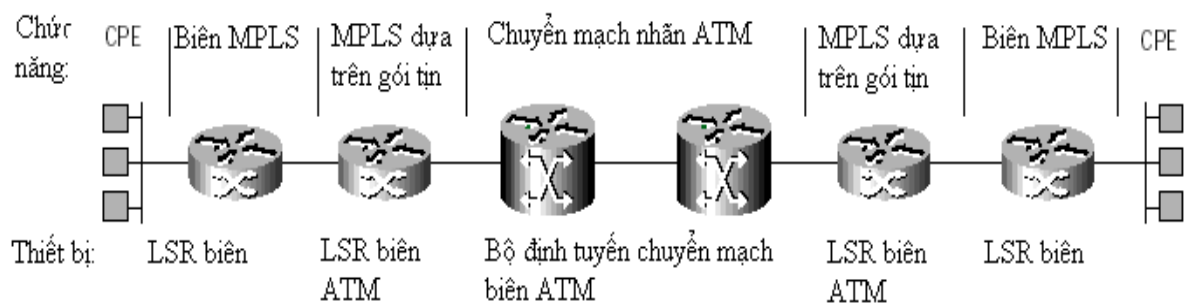 Chức năng:
CPE
Biên MPLS
MPLS dựa trên gói tịn
Chuyển mạch nhãn ATM
MPLS dựa trên gói tịn
Biên MPLS
CPE
Thiết bị:
LSR biên
LSR biên ATM
Bộ định tuyến chuyển mạch biên ATM
LSR biên ATM
LSR biên